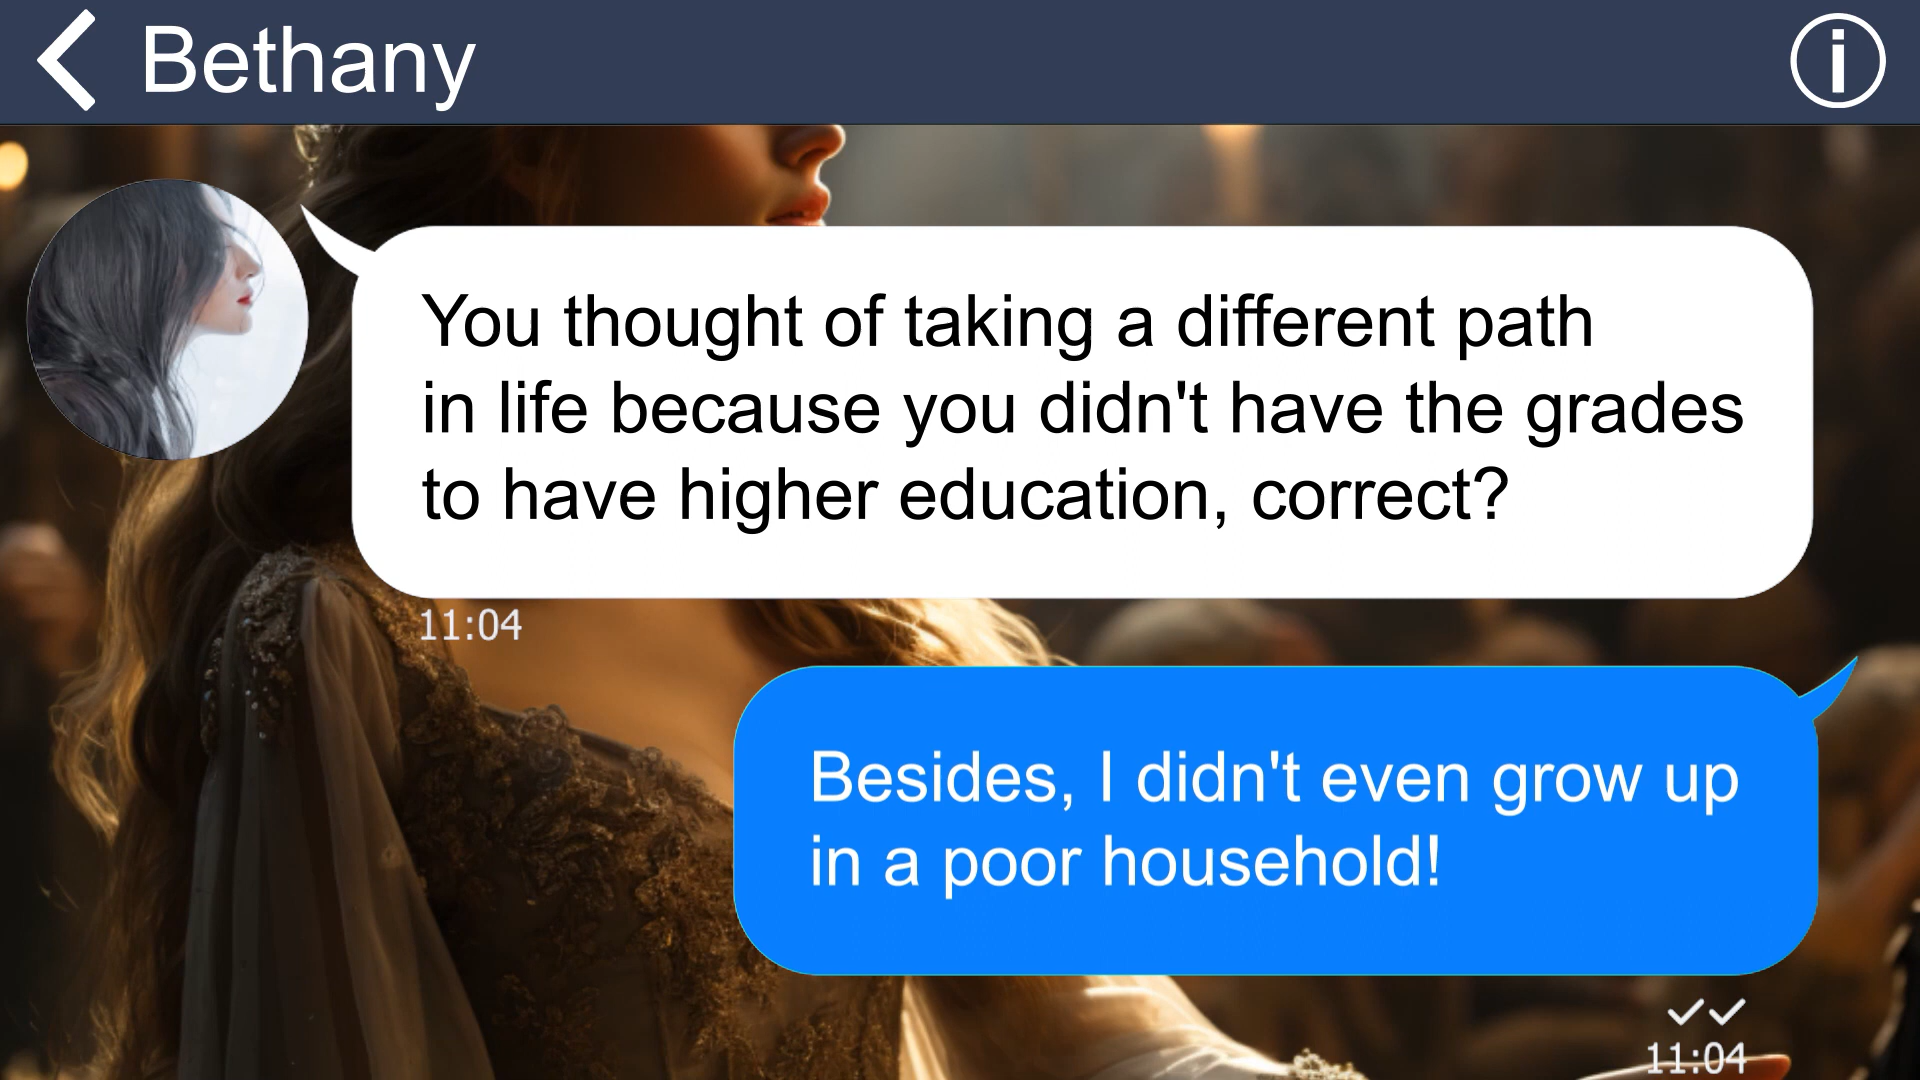 Bethany
You thought of taking a different path
in life because you didn't have the grades
to have higher education, correct?
11:04
Besides, I didn't even grow up
in a poor household!
11:04